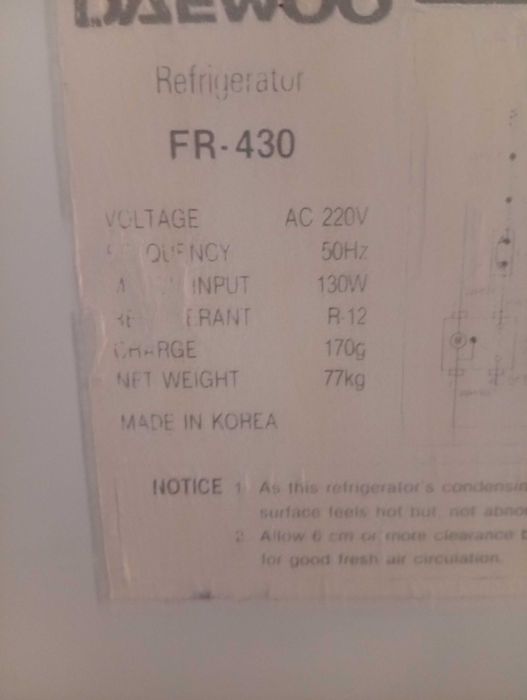 DAEWOO
Refrigerator
FR-430
VOLTAGE AC 220V
50Hz
INPUT 130W
R-12
CHARGE 170g
NET WEIGHT 77kg
MADE IN KOREA
NOTICE 1. As this refrigerator's
surface feels hot but, not
2. Allow 6 cm or more clearance
for good fresh air circulation.